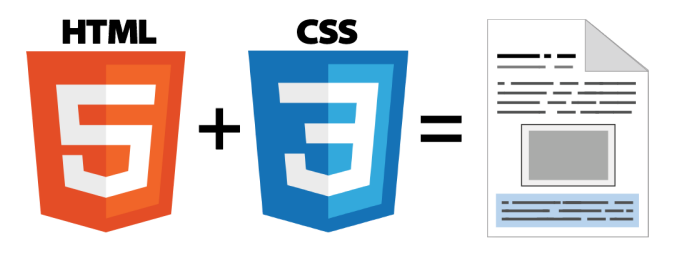 HTML CSS
5 + 3 =